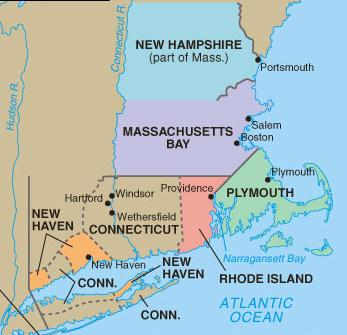 Connecticut R.
Hudson R.
NEW HAMPSHIRE
(part of Mass.)
Portsmouth
MASSACHUSETTS
BAY
Salem
Boston
Plymouth
PLYMOUTH
Providence
Windsor
Hartford
Wethersfield
CONNECTICUT
NEW
HAVEN
New Haven
CONN.
NEW
HAVEN
CONN.
Narragansett Bay
RHODE ISLAND
ATLANTIC
OCEAN